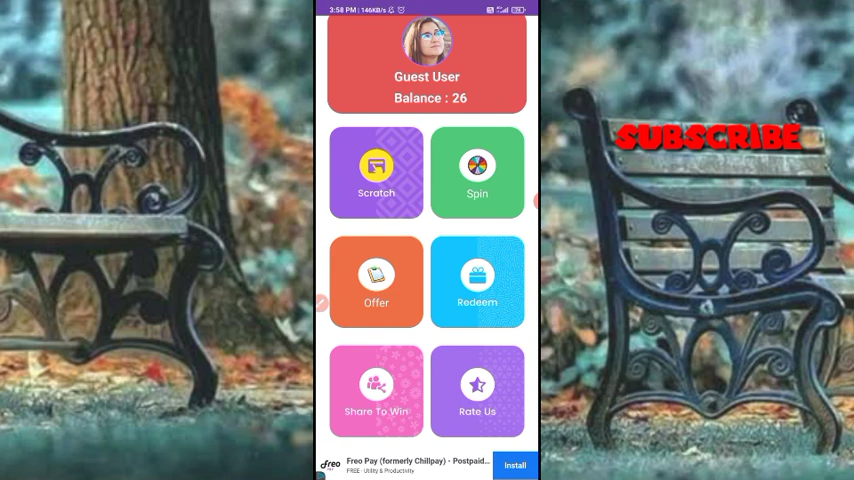 3:58 PM | 146KB/s
SUBSCRIBE
Guest User
Balance : 26
Scratch
Spin
Offer
Redeem
Share To Win
Rate Us
freo
Freo Pay (formerly Chillpay) - Postpaid...
FREE · Utility & Productivity
Install